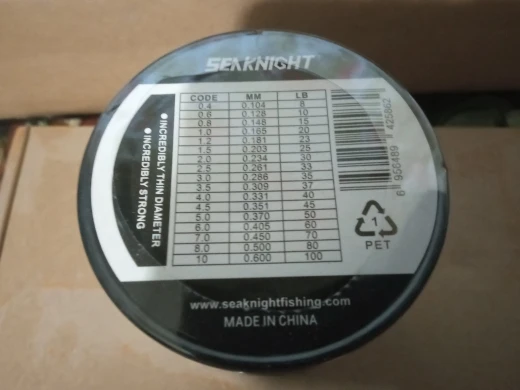 SEAKNIGHT
CODE MM LB
0.4 0.104 8
0.6 0.128 10
0.8 0.148 15
1.0 0.165 20
1.2 0.181 23
1.5 0.203 25
2.0 0.234 30
2.5 0.261 33
3.0 0.286 35
3.5 0.309 37
4.0 0.331 40
4.5 0.351 45
5.0 0.370 50
6.0 0.405 60
7.0 0.450 70
8.0 0.500 80
10 0.600 100
INCREDIBLY THIN DIAMETER
INCREDIBLY STRONG
6 956489 425862
1
PET
www.seaknightfishing.com
MADE IN CHINA